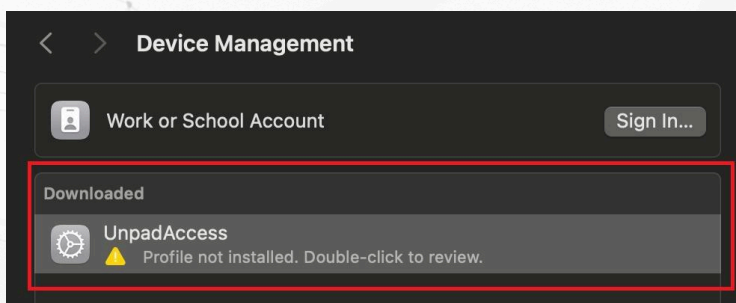 Device Management
Work or School Account
Sign In...
Downloaded
UnpadAccess
Profile not installed. Double-click to review.